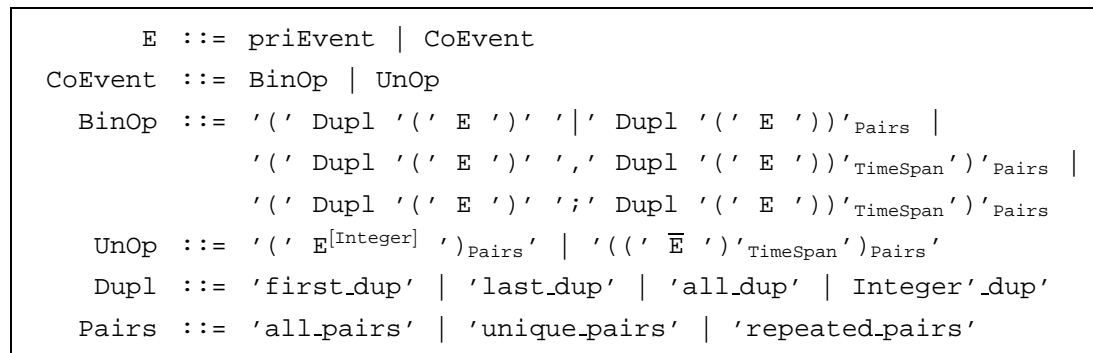 E ::= priEvent | CoEvent
CoEvent ::= BinOp | UnOp
BinOp ::= '(' Dupl '(' E ')' '|' Dupl '(' E '))'Pairs |
'(' Dupl '(' E ')' ',' Dupl '(' E '))'TimeSpan')'Pairs |
'(' Dupl '(' E ')' ';' Dupl '(' E '))'TimeSpan')'Pairs
UnOp ::= '(' E[Integer] ')Pairs' | '((' E̅ ')'TimeSpan')Pairs'
Dupl ::= 'first_dup' | 'last_dup' | 'all_dup' | Integer'_dup'
Pairs ::= 'all_pairs' | 'unique_pairs' | 'repeated_pairs'